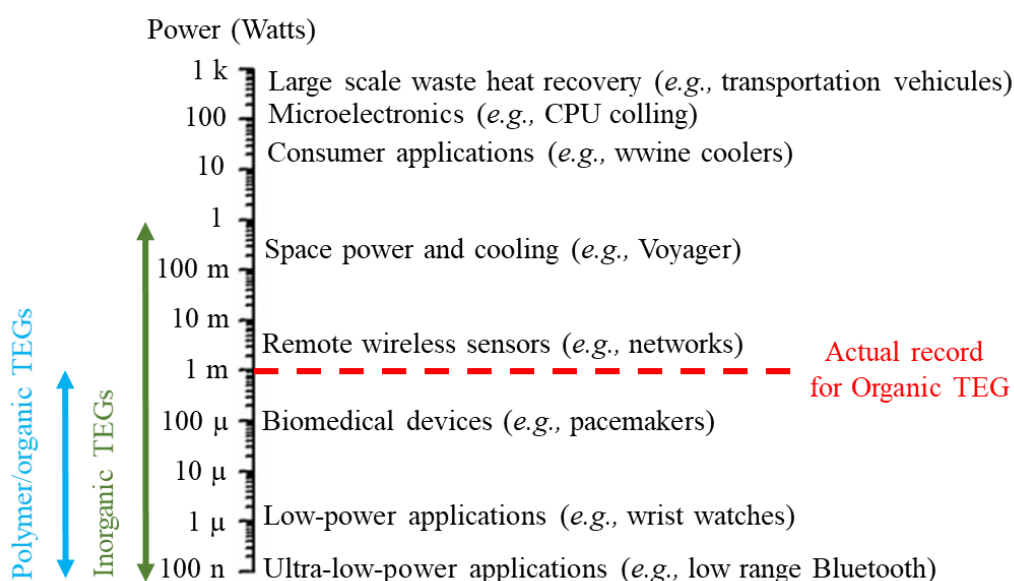 Power (Watts)
1 k
Large scale waste heat recovery (e.g., transportation vehicules)
100
Microelectronics (e.g., CPU colling)
10
Consumer applications (e.g., wwine coolers)
1
Space power and cooling (e.g., Voyager)
100 m
10 m
Remote wireless sensors (e.g., networks)
1 m
Actual record
for Organic TEG
100 μ
Biomedical devices (e.g., pacemakers)
10 μ
1 μ
Low-power applications (e.g., wrist watches)
100 n
Ultra-low-power applications (e.g., low range Bluetooth)
Polymer/organic TEGs
Inorganic TEGs